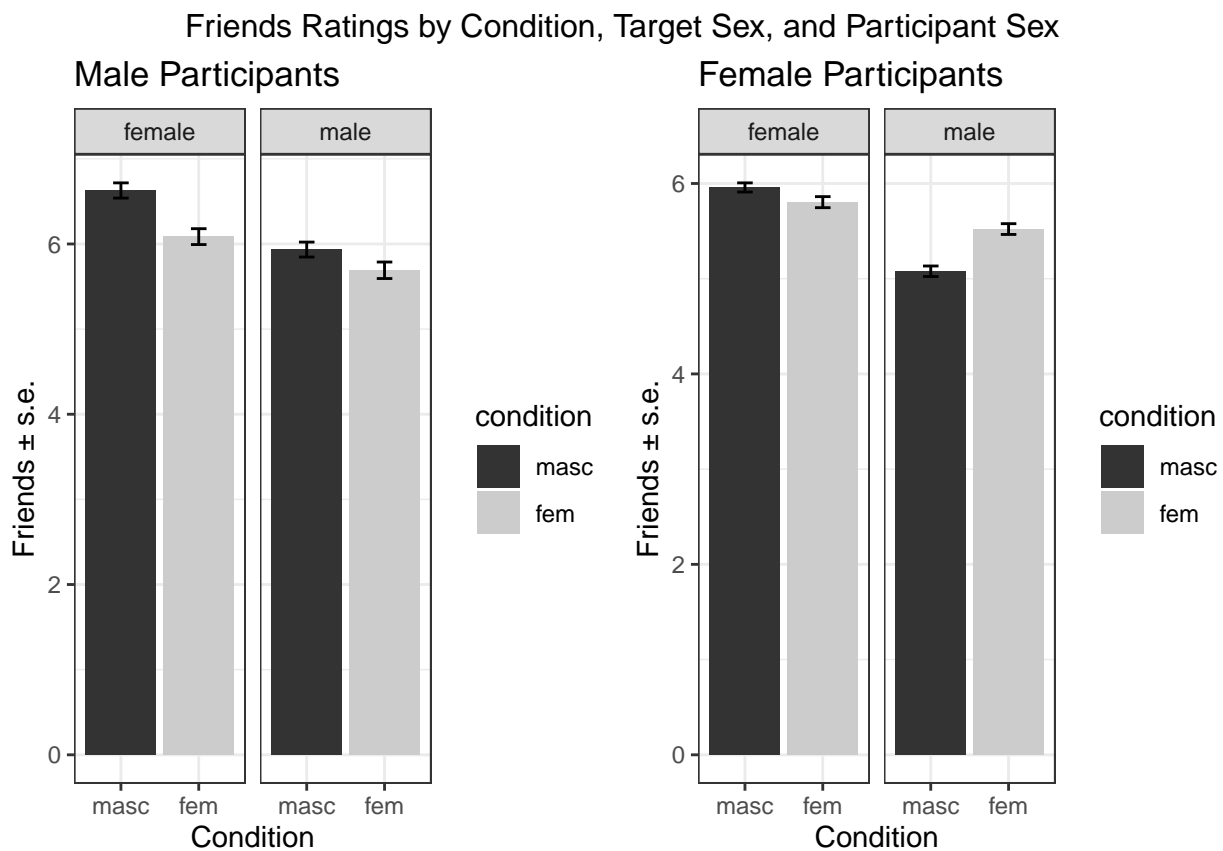 Friends Ratings by Condition, Target Sex, and Participant Sex
Male Participants
female
male
Friends ± s.e.
6
4
2
0
masc
fem
masc
fem
Condition
condition
masc
fem
Female Participants
female
male
Friends ± s.e.
6
4
2
0
masc
fem
masc
fem
Condition
condition
masc
fem